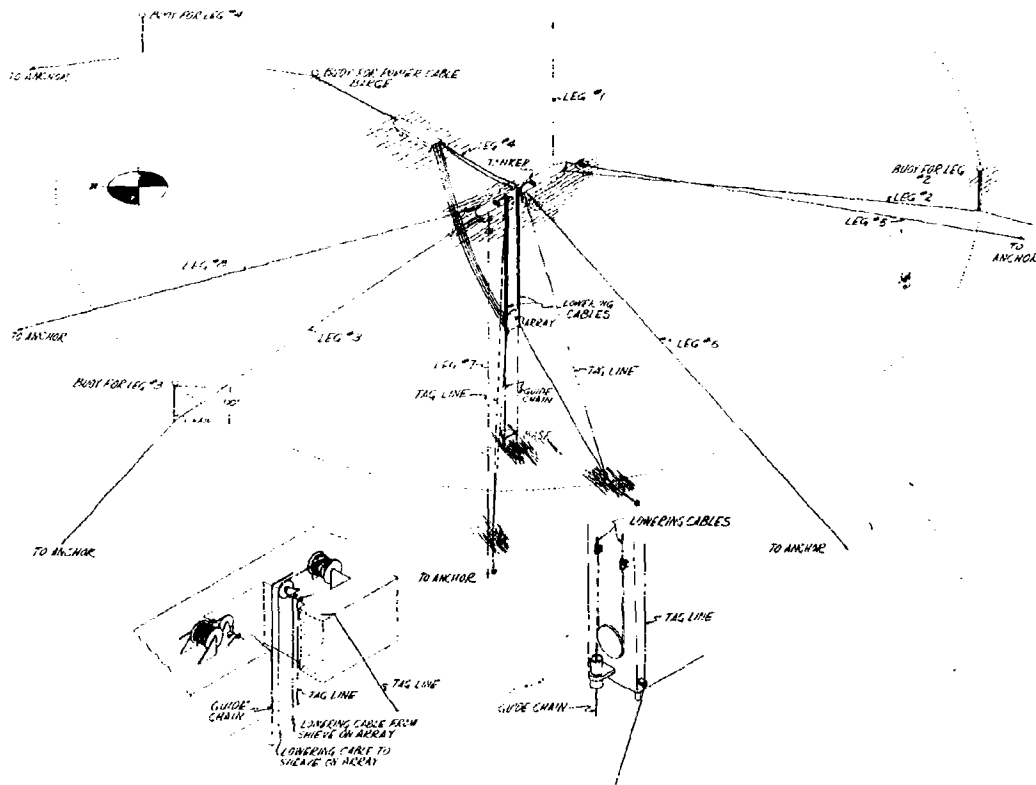 BUOY FOR LEG #4
TO ANCHOR
BUOY FOR POWER CABLE
BARGE
LEG #1
LEG #4
TANKER
BUOY FOR LEG
#2
LEG #2
LEG #5
TO
ANCHOR
LEG #8
TO ANCHOR
LEG #3
LOWERING
CABLES
ARRAY
LEG #6
LEG #7
TAG LINE
BUOY FOR LEG #3
TAG LINE
GUIDE
CHAIN
BASE
TO ANCHOR
LOWERING CABLES
TO ANCHOR
TO ANCHOR
TAG LINE
TAG LINE
TAG LINE
GUIDE
CHAIN
GUIDE CHAIN
LOWERING CABLE FROM
SHIEVE ON ARRAY
LOWERING CABLE TO
SHEAVE ON ARRAY